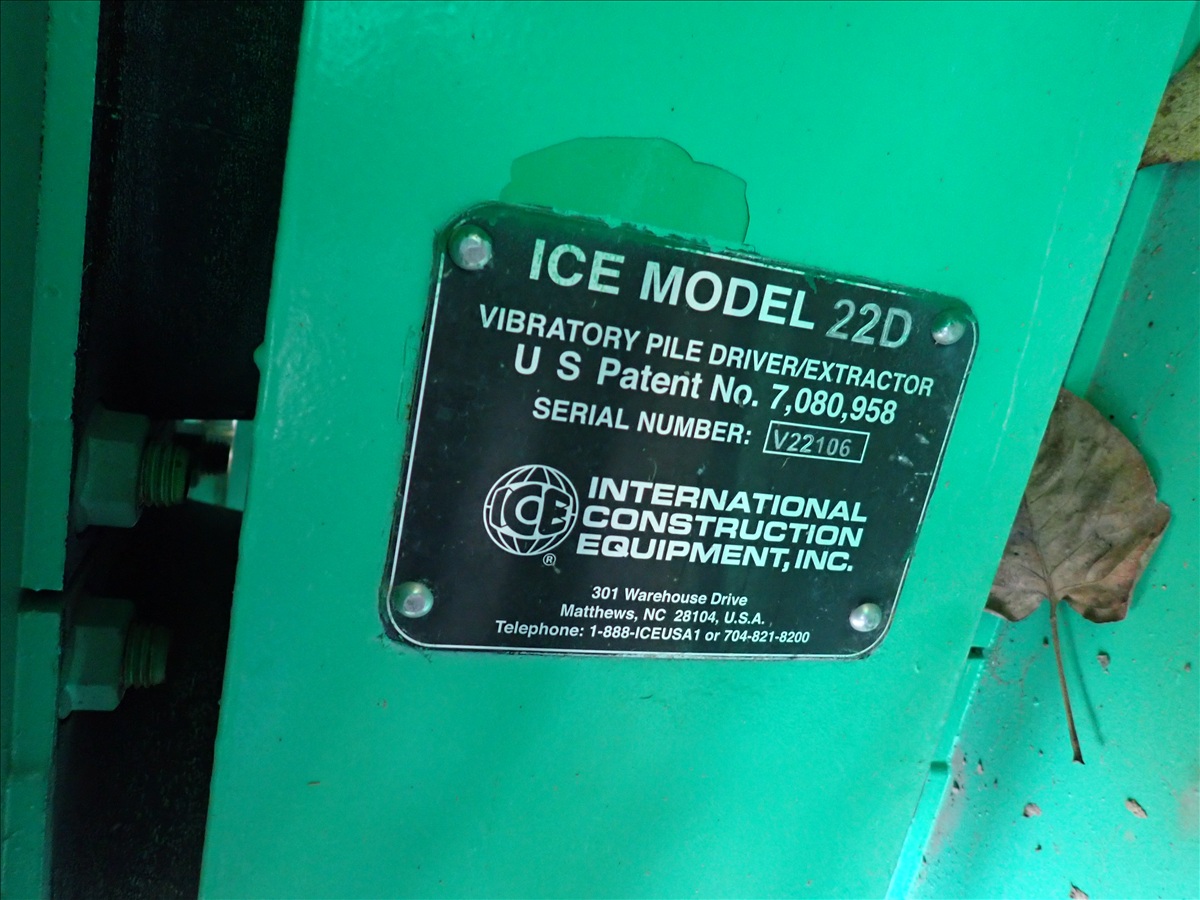 ICE MODEL 22D
VIBRATORY PILE DRIVER/EXTRACTOR
U S Patent No. 7,080,958
SERIAL NUMBER: V22106
ICE
®
INTERNATIONAL
CONSTRUCTION
EQUIPMENT, INC.
301 Warehouse Drive
Matthews, NC 28104, U.S.A.
Telephone: 1-888-ICEUSA1 or 704-821-8200